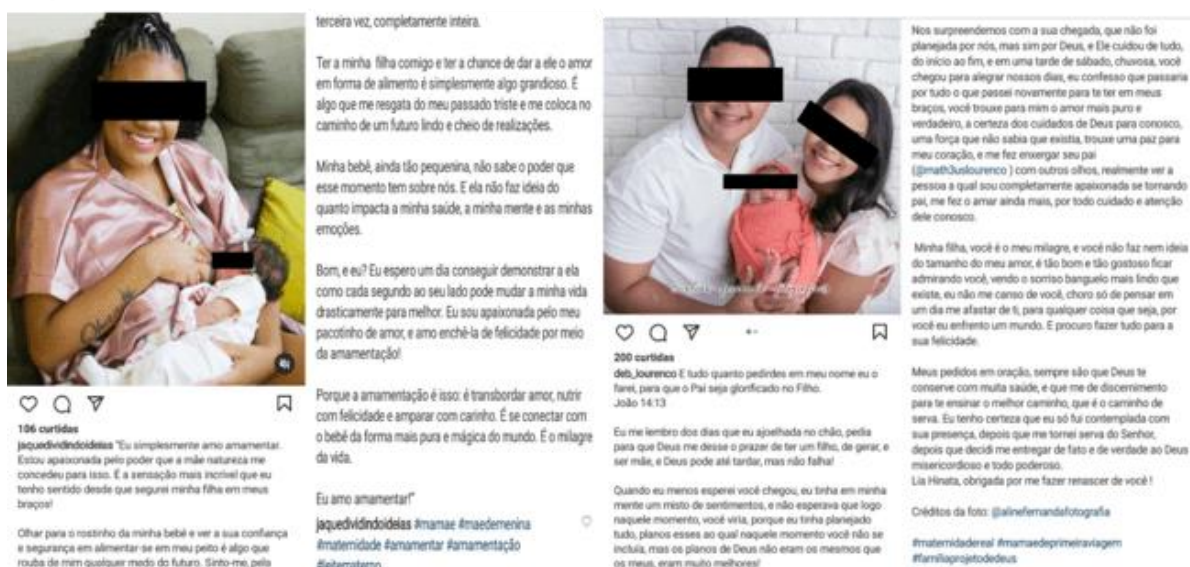 106 curtidas
jaquedividindoideias "Eu simplesmente amo amamentar.
Estou apaixonada pelo poder que a mãe natureza me
concedeu para isso. É a sensação mais incrível que eu
tenho sentido desde que segurei minha filha em meus
braços!
Olhar para o rostinho da minha bebê e ver a sua confiança
e segurança em alimentar-se em meu peito é algo que
rouba de mim qualquer medo do futuro. Sinto-me, pela
terceira vez, completamente inteira.
Ter a minha filha comigo e ter a chance de dar a ele o amor
em forma de alimento é simplesmente algo grandioso. É
algo que me resgata do meu passado triste e me coloca no
caminho de um futuro lindo e cheio de realizações.
Minha bebê, ainda tão pequenina, não sabe o poder que
esse momento tem sobre nós. E ela não faz ideia do
quanto impacta a minha saúde, a minha mente e as minhas
emoções.
Bom, e eu? Eu espero um dia conseguir demonstrar a ela
como cada segundo ao seu lado pode mudar a minha vida
drasticamente para melhor. Eu sou apaixonada pelo meu
pacotinho de amor, e amo enchê-la de felicidade por meio
da amamentação!
Porque a amamentação é isso: é transbordar amor, nutrir
com felicidade e amparar com carinho. É se conectar com
o bebê da forma mais pura e mágica do mundo. É o milagre
da vida.
Eu amo amamentar!"
jaquedividindoideias #mamae #maedemenina
#maternidade #amamentar #amamentação
#leitematerno
200 curtidas
deb_lourenco E tudo quanto pedirdes em meu nome eu o
farei, para que o Pai seja glorificado no Filho.
João 14:13
Eu me lembro dos dias que eu ajoelhada no chão, pedia
para que Deus me desse o prazer de ter um filho, de gerar, e
ser mãe, e Deus pode até tardar, mas não falha!
Quando eu menos esperei você chegou, eu tinha em minha
mente um misto de sentimentos, e não esperava que logo
naquele momento, você viria, porque eu tinha planejado
tudo, planos esses ao qual naquele momento você não se
incluía, mas os planos de Deus não eram os mesmos que
os meus, eram muito melhores!
Nos surpreendemos com a sua chegada, que não foi
planejada por nós, mas sim por Deus, e Ele cuidou de tudo,
do início ao fim, e em uma tarde de sábado, chuvosa, você
chegou para alegrar nossos dias, eu confesso que passaria
por tudo o que passei novamente para te ter em meus
braços, você trouxe para mim o amor mais puro e
verdadeiro, a certeza dos cuidados de Deus para conosco,
uma força que não sabia que existia, trouxe uma paz para
meu coração, e me fez enxergar seu pai
(@math3uslourenco ) com outros olhos, realmente ver a
pessoa a qual sou completamente apaixonada se tornando
pai, me fez o amar ainda mais, por todo cuidado e atenção
dele conosco.
Minha filha, você é o meu milagre, e você não faz nem ideia
do tamanho do meu amor, é tão bom e tão gostoso ficar
admirando você, vendo o sorriso banguelo mais lindo que
existe, eu não me canso de você, choro só de pensar em
um dia me afastar de ti, para qualquer coisa que seja, por
você eu enfrento um mundo. E procuro fazer tudo para a
sua felicidade.
Meus pedidos em oração, sempre são que Deus te
conserve com muita saúde, e que me de discernimento
para te ensinar o melhor caminho, que é o caminho de
serva. Eu tenho certeza que eu só fui contemplada com
sua presença, depois que me tornei serva do Senhor,
depois que decidi me entregar de fato e de verdade ao Deus
misericordioso e todo poderoso.
Lia Hinata, obrigada por me fazer renascer de você !
Créditos da foto: @alinefernandafotografia
#maternidadereal #mamaedeprimeiraviagem
#famíliaprojetodedeus